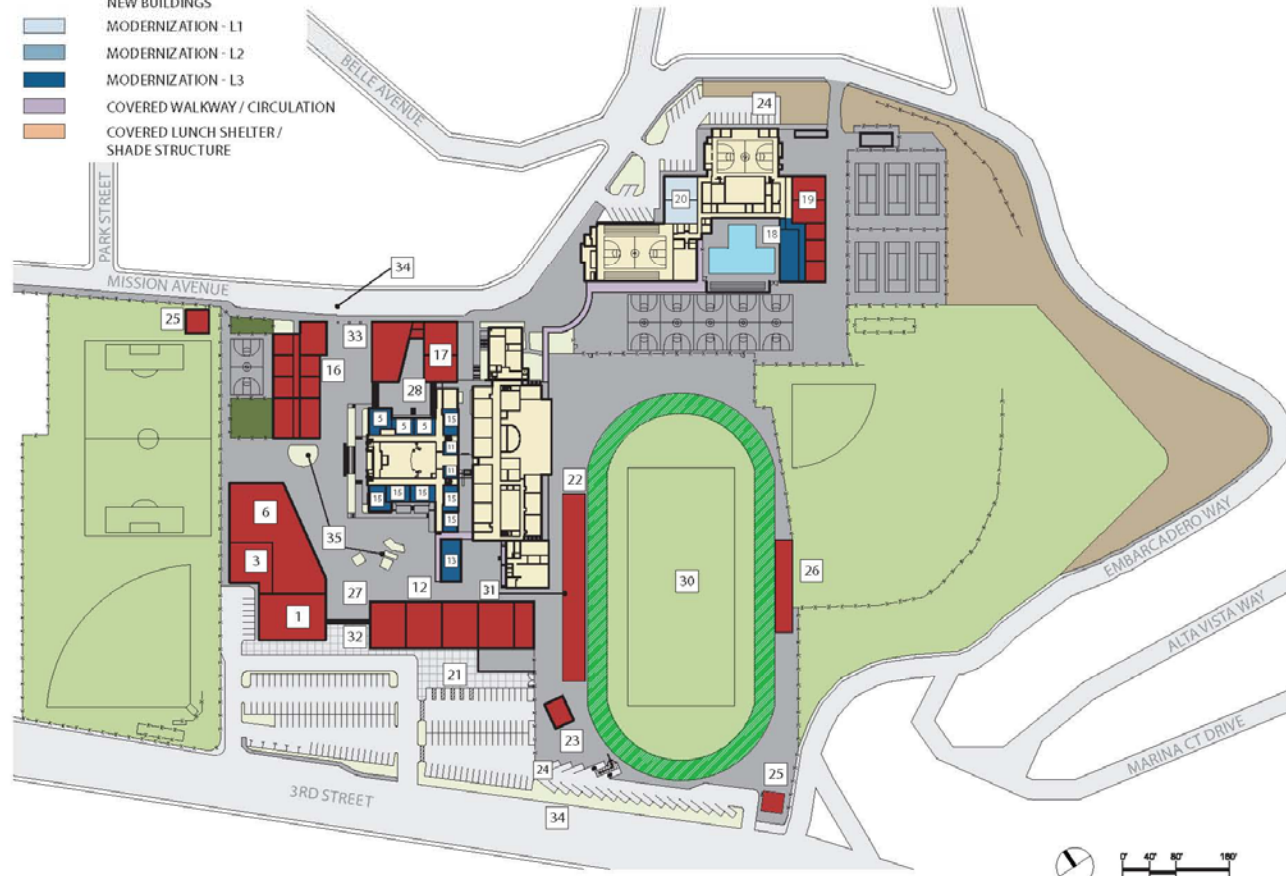 NEW BUILDINGS
MODERNIZATION - L1
MODERNIZATION - L2
MODERNIZATION - L3
COVERED WALKWAY / CIRCULATION
COVERED LUNCH SHELTER /
SHADE STRUCTURE
BELLE AVENUE
PARK STREET
MISSION AVENUE
24
20
19
18
34
25
33
17
16
28
5
5
5
15
11
11
15
15
15
15
15
22
6
35
3
13
12
31
30
26
27
1
32
21
23
24
25
34
3RD STREET
EMBARCADERO WAY
ALTA VISTA WAY
MARINA CT DRIVE
0' 40' 80' 160'